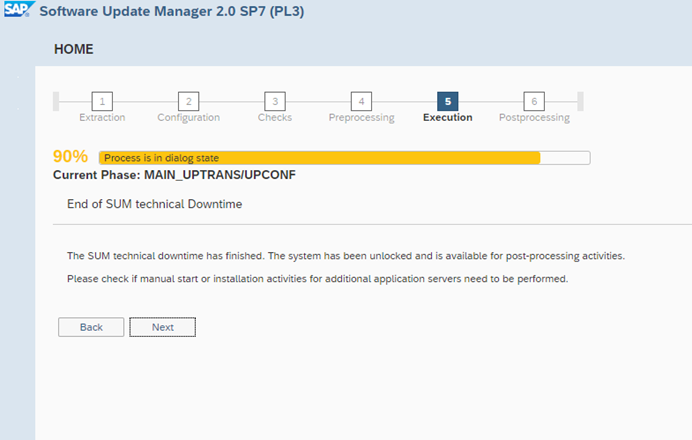 SAP Software Update Manager 2.0 SP7 (PL3)
HOME
1 2 3 4 5 6
Extraction Configuration Checks Preprocessing Execution Postprocessing
90% Process is in dialog state
Current Phase: MAIN_UPTRANS/UPCONF
End of SUM technical Downtime
The SUM technical downtime has finished. The system has been unlocked and is available for post-processing activities.
Please check if manual start or installation activities for additional application servers need to be performed.
Back Next